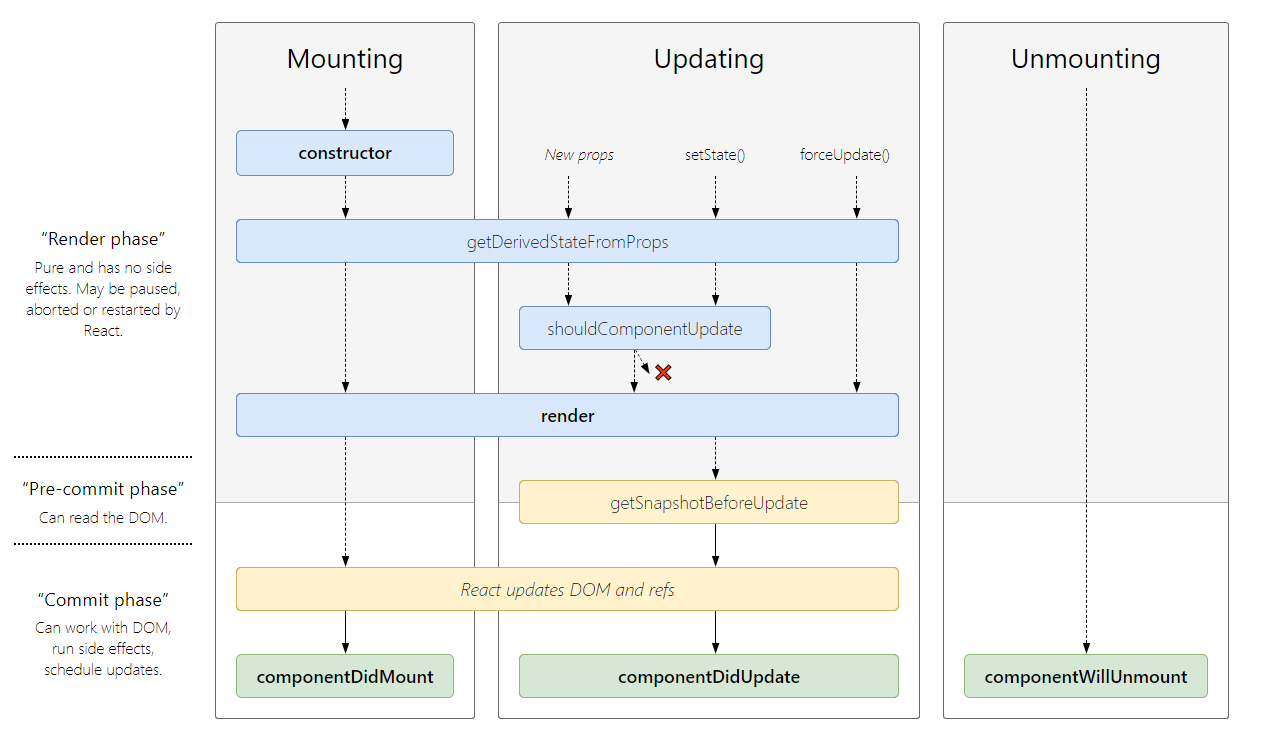 Mounting
Updating
Unmounting
constructor
New props
setState()
forceUpdate()
“Render phase”
Pure and has no side
effects. May be paused,
aborted or restarted by
React.
getDerivedStateFromProps
shouldComponentUpdate
render
“Pre-commit phase”
Can read the DOM.
getSnapshotBeforeUpdate
React updates DOM and refs
“Commit phase”
Can work with DOM,
run side effects,
schedule updates.
componentDidMount
componentDidUpdate
componentWillUnmount